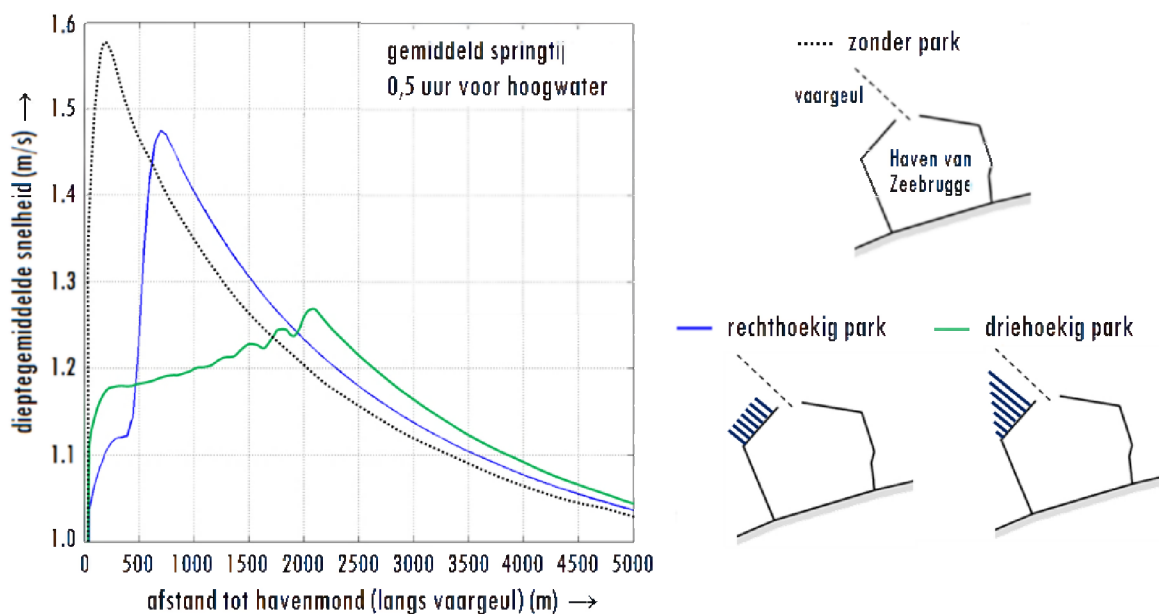 1.6
1.5
1.4
1.3
1.2
1.1
1.0
dieptegemiddelde snelheid (m/s) →
gemiddeld springtij
0,5 uur voor hoogwater
0 500 1000 1500 2000 2500 3000 3500 4000 4500 5000
afstand tot havenmond (langs vaargeul) (m) →
zonder park
vaargeul
Haven van
Zeebrugge
rechthoekig park
driehoekig park